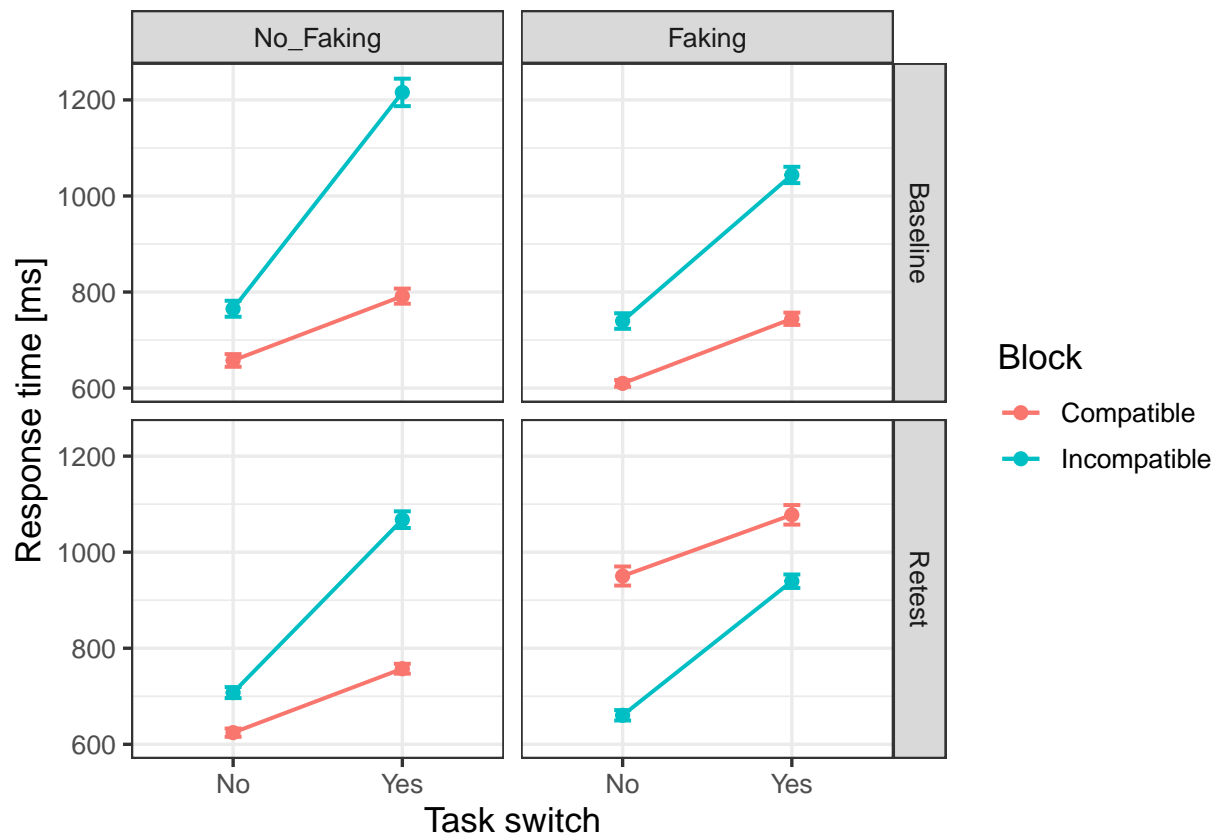 No_Faking
Faking
1200
1000
800
600
Baseline
1200
1000
800
600
Retest
Response time [ms]
No
Yes
No
Yes
Task switch
Block
Compatible
Incompatible